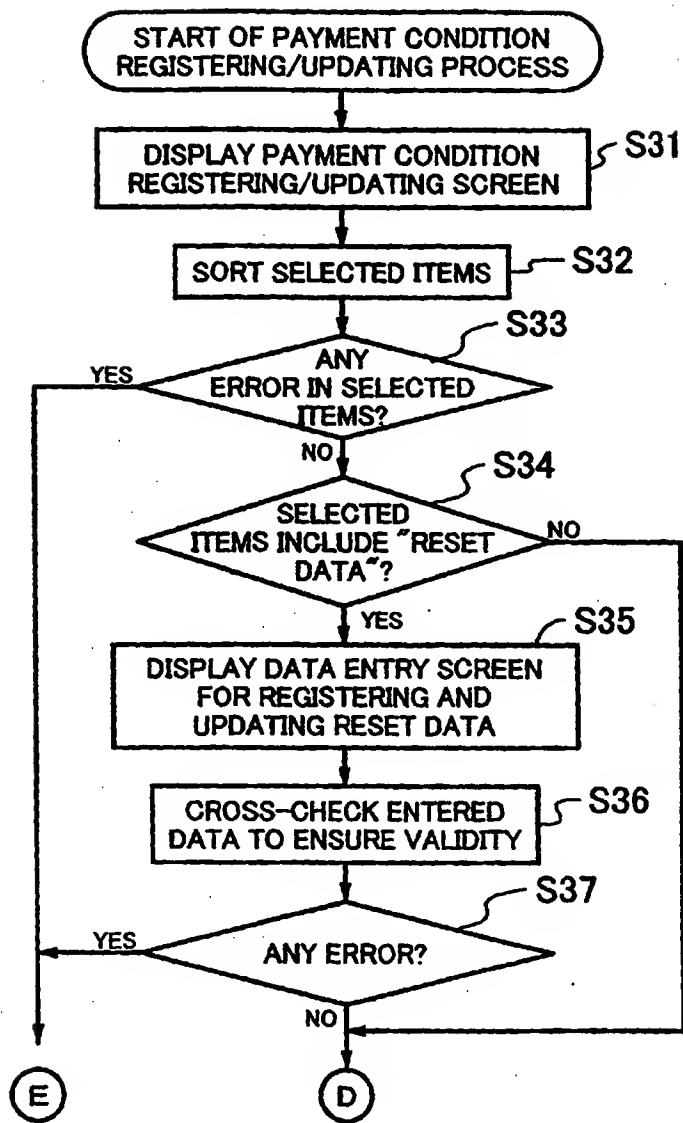 START OF PAYMENT CONDITION
REGISTERING/UPDATING PROCESS
DISPLAY PAYMENT CONDITION
REGISTERING/UPDATING SCREEN
S31
SORT SELECTED ITEMS
S32
S33
ANY
ERROR IN SELECTED
ITEMS?
YES
NO
S34
SELECTED
ITEMS INCLUDE "RESET
DATA"?
NO
YES
S35
DISPLAY DATA ENTRY SCREEN
FOR REGISTERING AND
UPDATING RESET DATA
S36
CROSS-CHECK ENTERED
DATA TO ENSURE VALIDITY
S37
YES
ANY ERROR?
NO
E
D